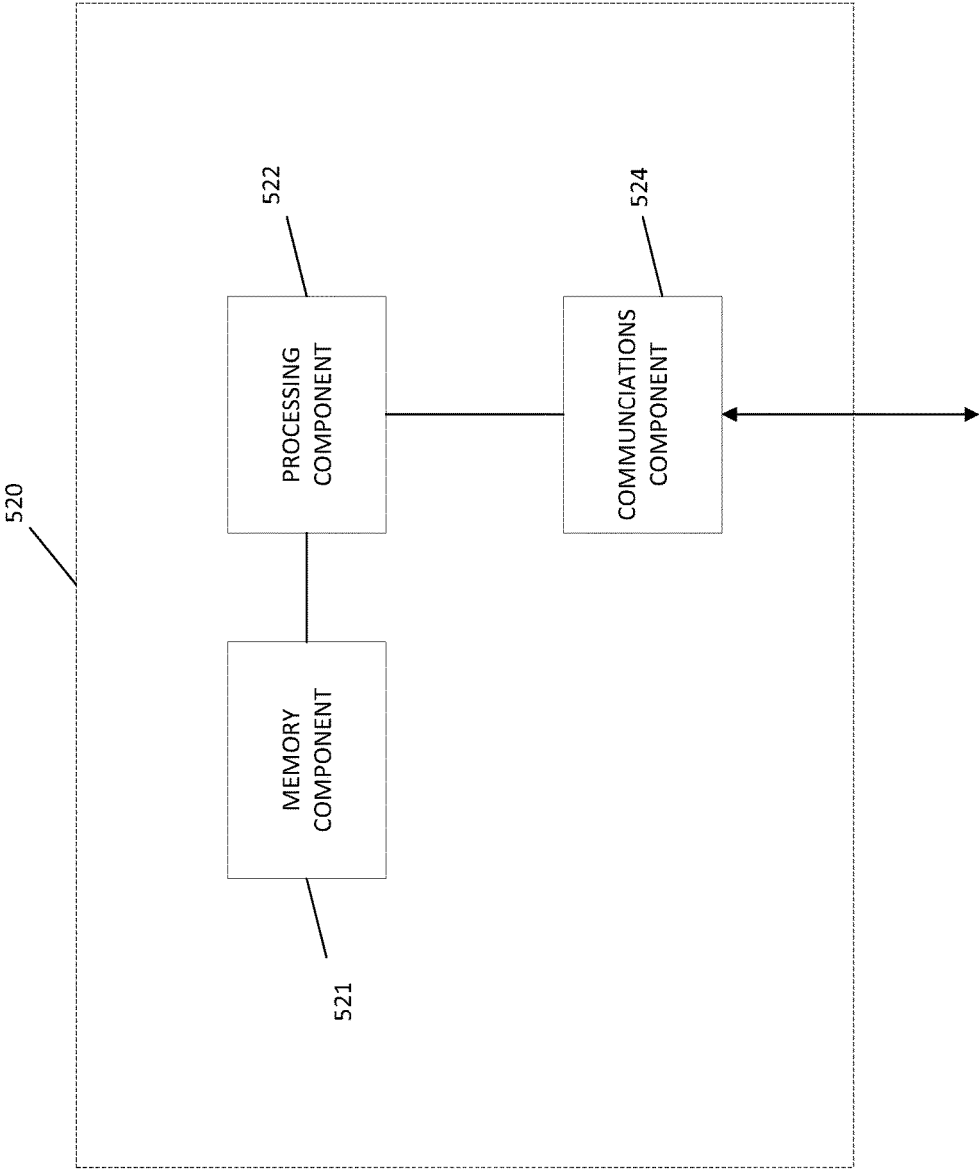 520
522
PROCESSING
COMPONENT
524
COMMUNCIATIONS
COMPONENT
MEMORY
COMPONENT
521